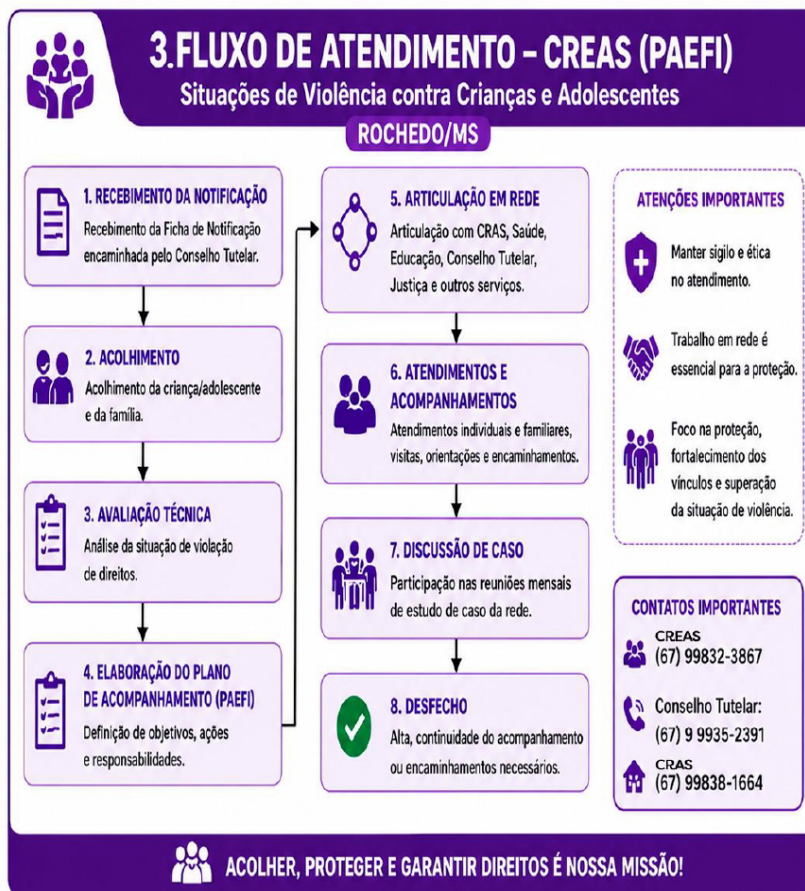 3.FLUXO DE ATENDIMENTO – CREAS (PAEFI)
Situações de Violência contra Crianças e Adolescentes
ROCHEDO/MS
1. RECEBIMENTO DA NOTIFICAÇÃO
Recebimento da Ficha de Notificação
encaminhada pelo Conselho Tutelar.
2. ACOLHIMENTO
Acolhimento da criança/adolescente
e da família.
3. AVALIAÇÃO TÉCNICA
Análise da situação de violação
de direitos.
4. ELABORAÇÃO DO PLANO
DE ACOMPANHAMENTO (PAEFI)
Definição de objetivos, ações
e responsabilidades.
5. ARTICULAÇÃO EM REDE
Articulação com CRAS, Saúde,
Educação, Conselho Tutelar,
Justiça e outros serviços.
6. ATENDIMENTOS E
ACOMPANHAMENTOS
Atendimentos individuais e familiares,
visitas, orientações e encaminhamentos.
7. DISCUSSÃO DE CASO
Participação nas reuniões mensais
de estudo de caso da rede.
8. DESFECHO
Alta, continuidade do acompanhamento
ou encaminhamentos necessários.
ATENÇÕES IMPORTANTES
Manter sigilo e ética
no atendimento.
Trabalho em rede é
essencial para a proteção.
Foco na proteção,
fortalecimento dos
vínculos e superação
da situação de violência.
CONTATOS IMPORTANTES
CREAS
(67) 99832-3867
Conselho Tutelar:
(67) 9 9935-2391
CRAS
(67) 99838-1664
ACOLHER, PROTEGER E GARANTIR DIREITOS É NOSSA MISSÃO!